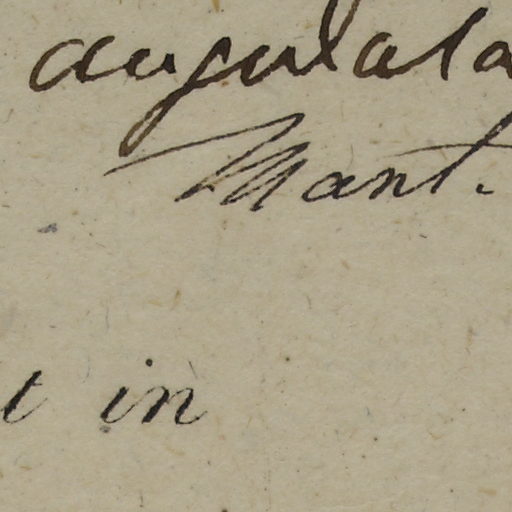 angulata
Mant.
t in